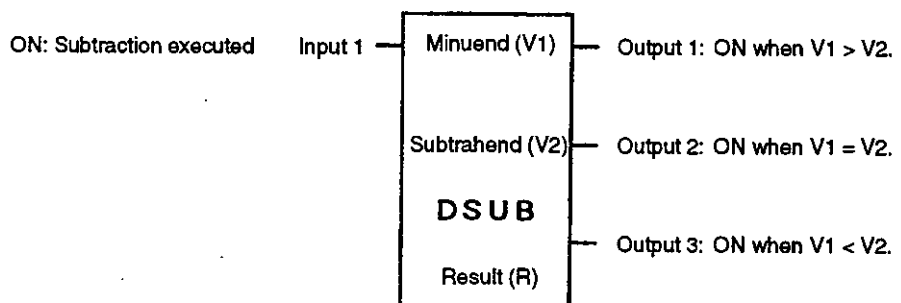 ON: Subtraction executed Input 1 Minuend (V1) Output 1: ON when V1 > V2.
Subtrahend (V2) Output 2: ON when V1 = V2.
DSUB
Output 3: ON when V1 < V2.
Result (R)